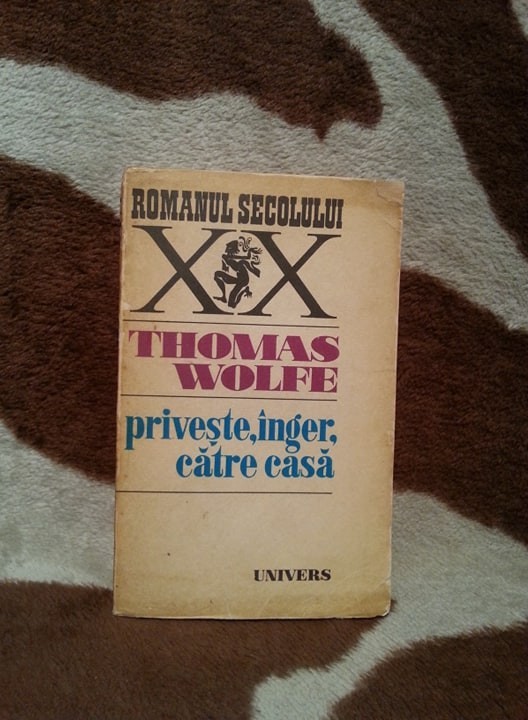 ROMANUL SECOLULUI
XX
THOMAS
WOLFE
privește, înger,
către casă
UNIVERS